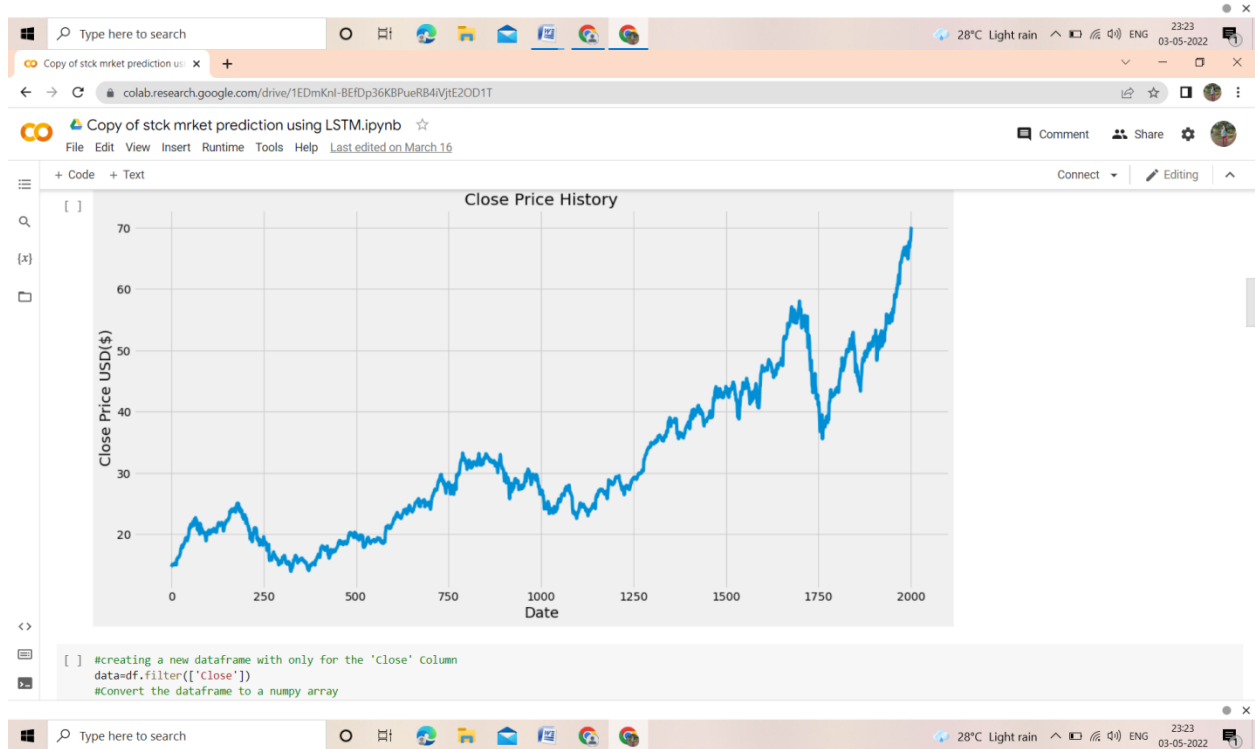 Type here to search
28°C Light rain
ENG
23:23
03-05-2022
1
Copy of stck mrket prediction usi
colab.research.google.com/drive/1EDmKnI-BEfDp36KBPueRB4iVjtE2OD1T
Copy of stck mrket prediction using LSTM.ipynb
Comment
Share
File Edit View Insert Runtime Tools Help Last edited on March 16
+ Code + Text
Connect
Editing
[ ]
{x}
Close Price History
70
60
50
40
30
20
Close Price USD($)
0 250 500 750 1000 1250 1500 1750 2000
Date
[ ] #creating a new dataframe with only for the 'Close' Column
data=df.filter(['Close'])
#Convert the dataframe to a numpy array
Type here to search
28°C Light rain
ENG
23:23
03-05-2022
1